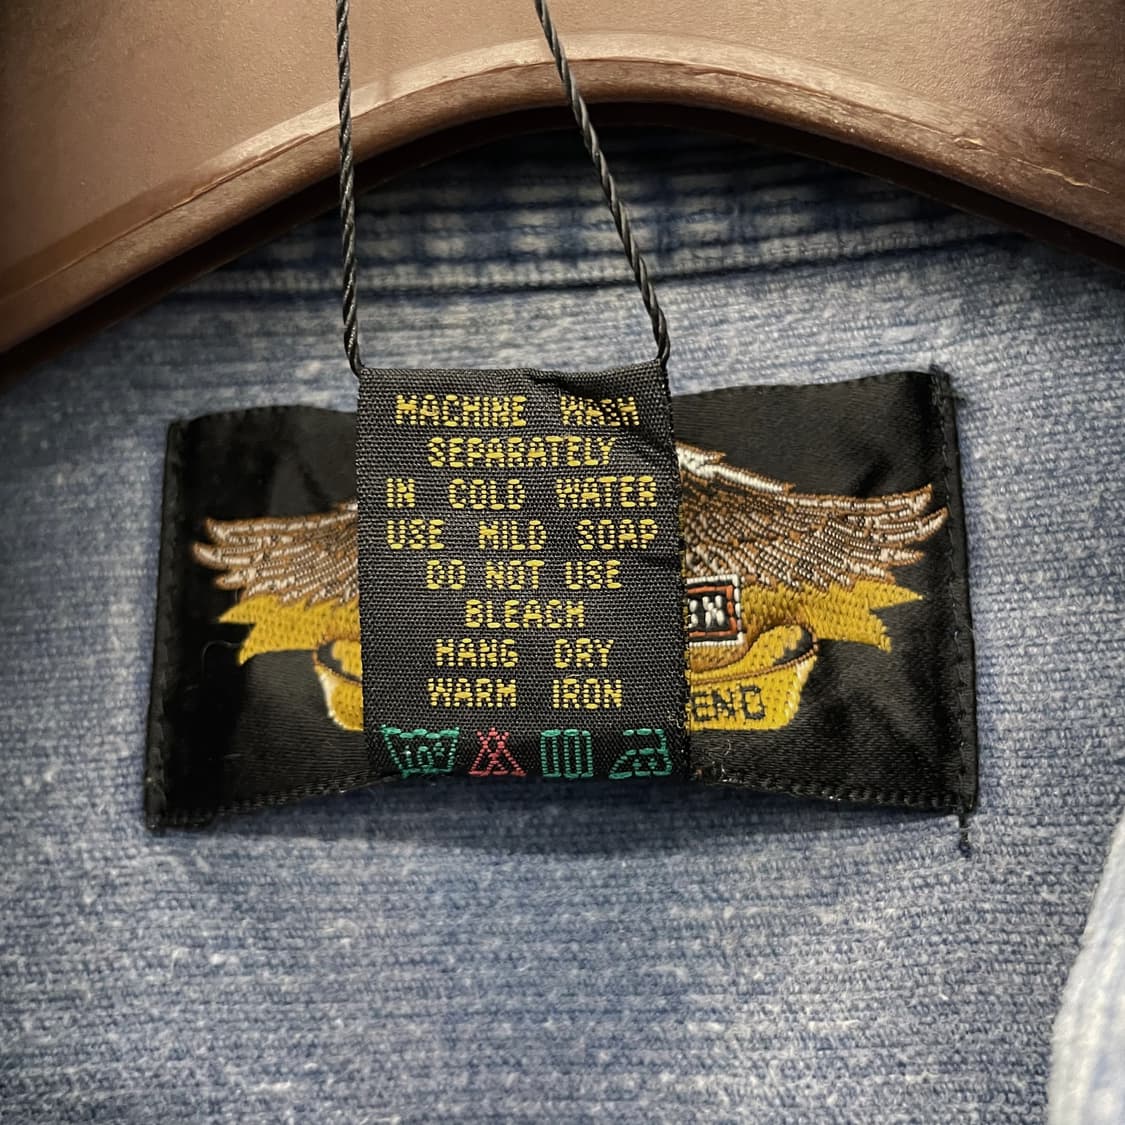 MACHINE WASH
SEPARATELY
IN COLD WATER
USE MILD SOAP
DO NOT USE
BLEACH
HANG DRY
WARM IRON